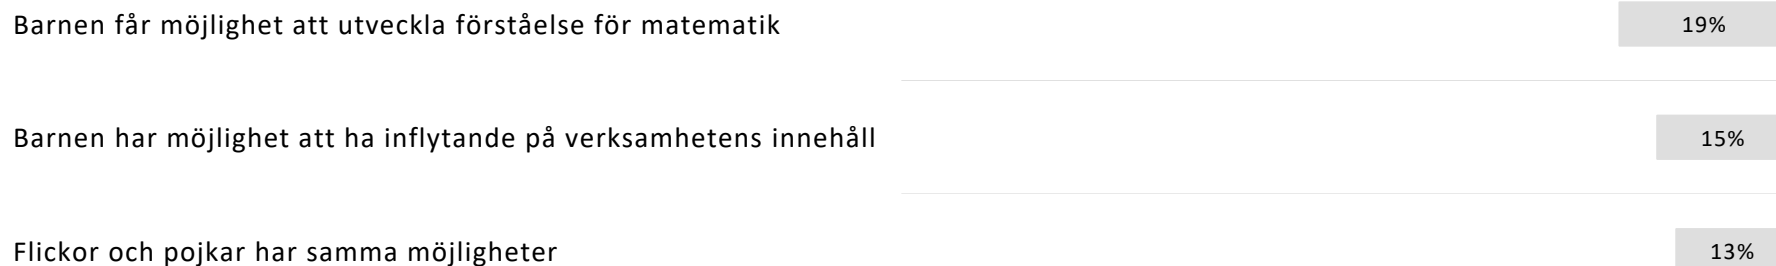 Barnen får möjlighet att utveckla förståelse för matematik 19%
Barnen har möjlighet att ha inflytande på verksamhetens innehåll 15%
Flickor och pojkar har samma möjligheter 13%